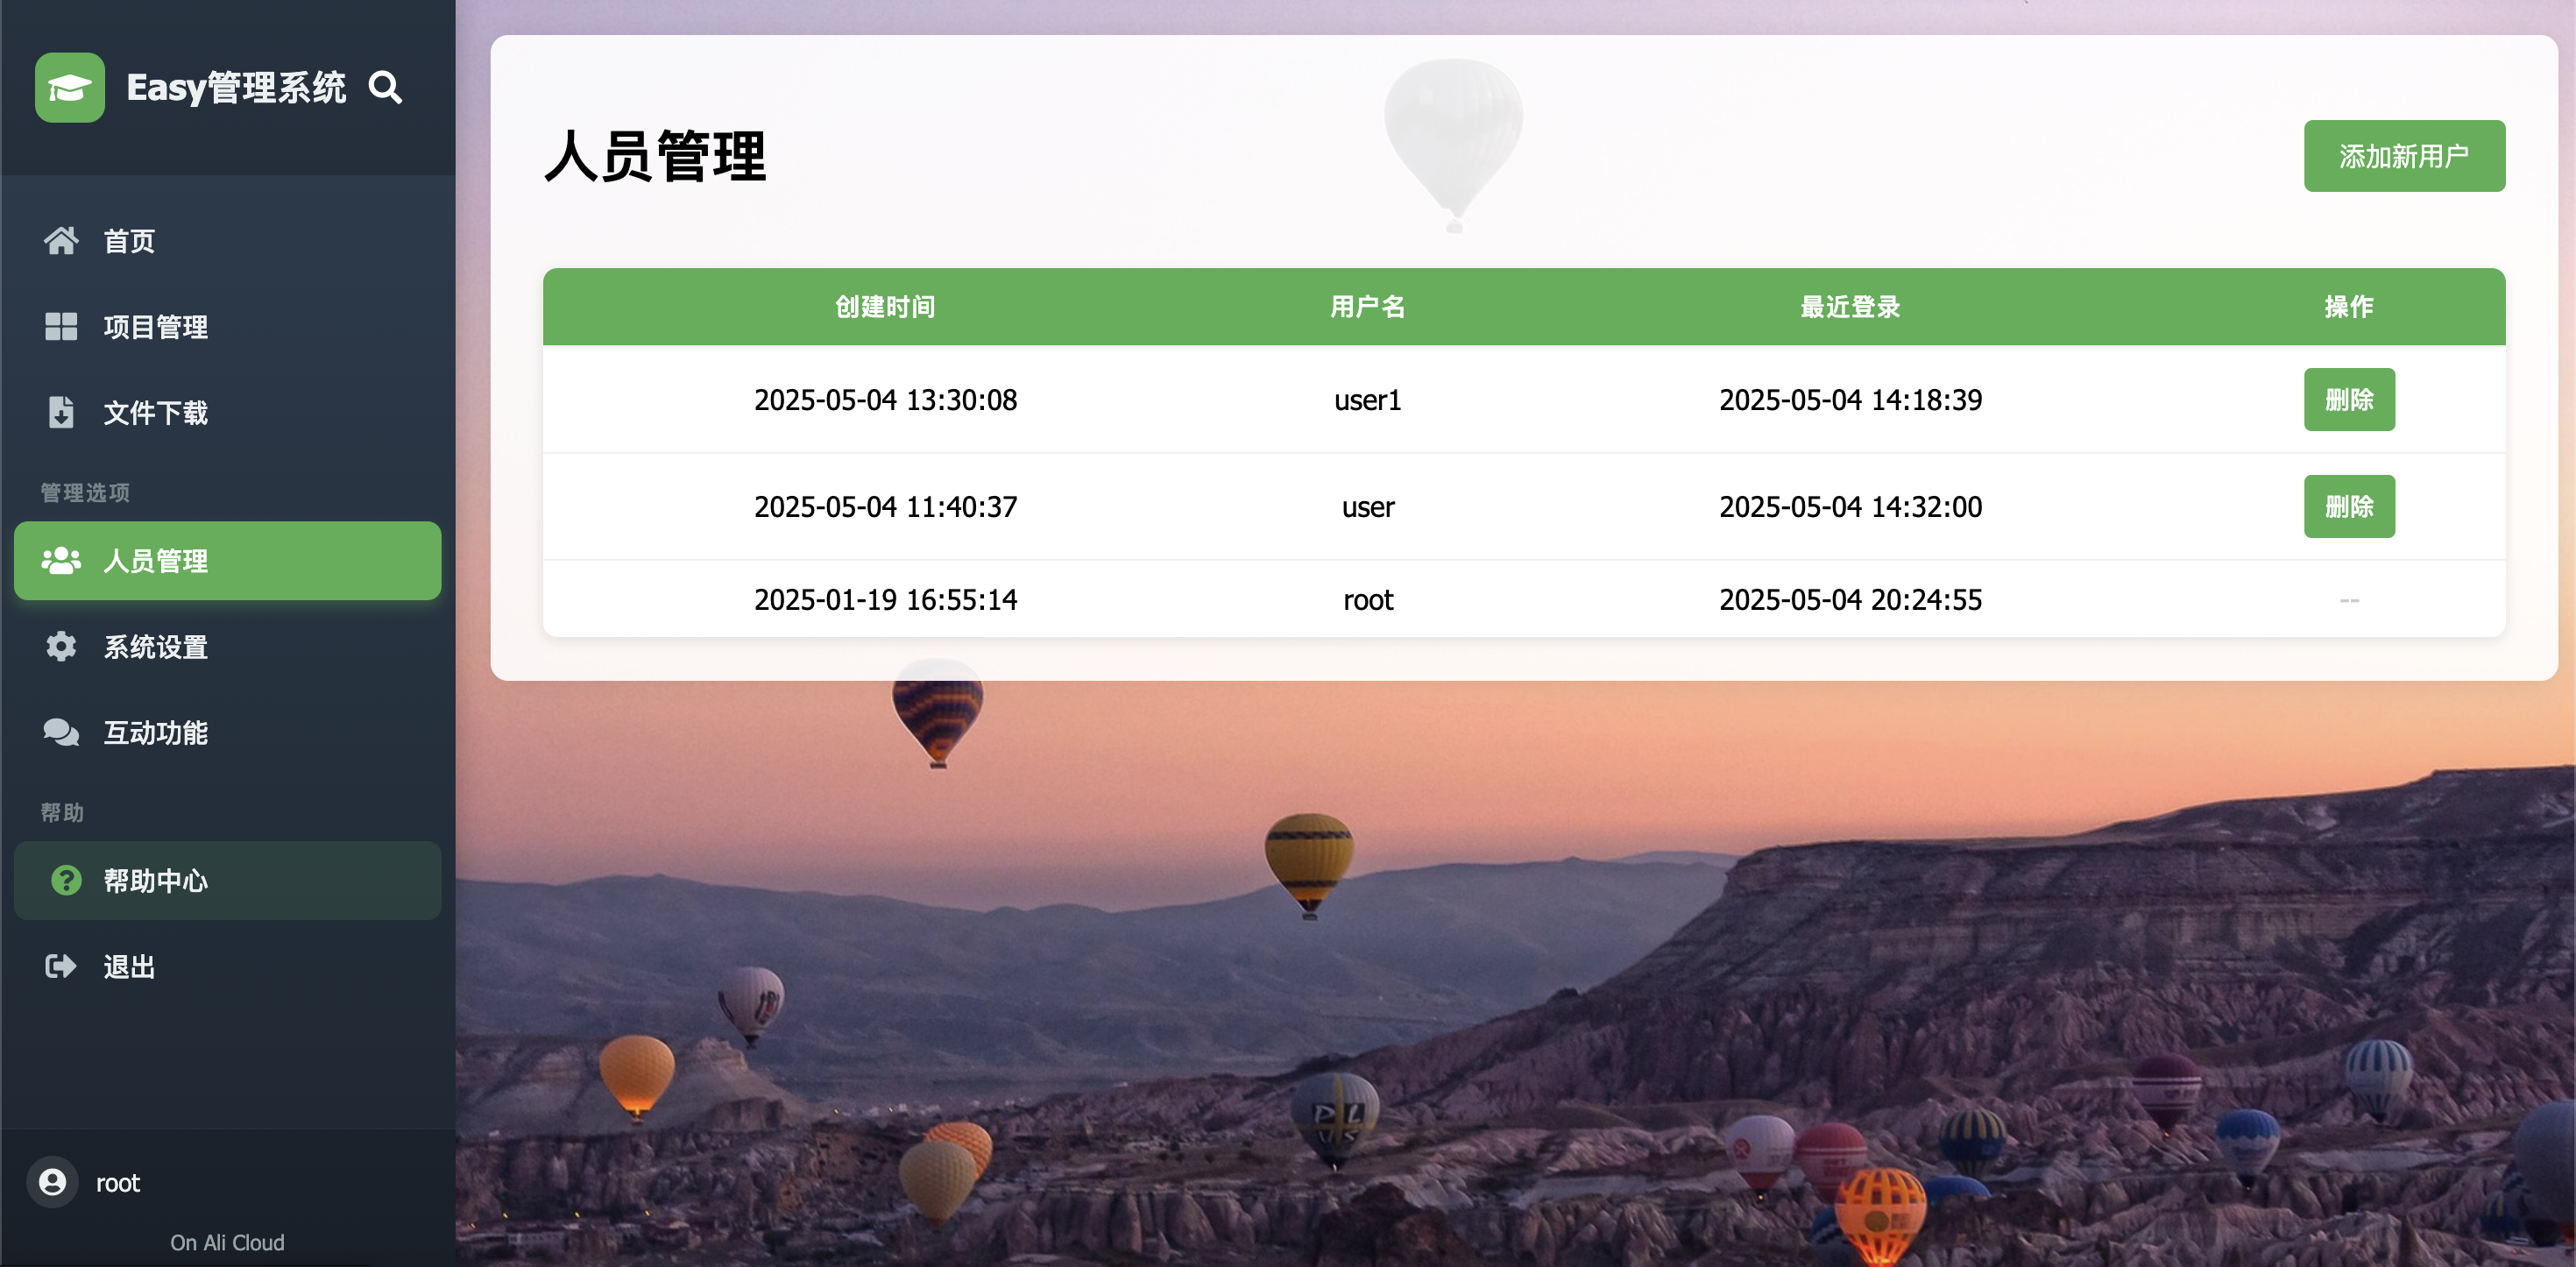 Easy管理系统
首页
项目管理
文件下载
管理选项
人员管理
系统设置
互动功能
帮助
帮助中心
退出
root
On Ali Cloud
人员管理
添加新用户
创建时间 用户名 最近登录 操作
2025-05-04 13:30:08 user1 2025-05-04 14:18:39 删除
2025-05-04 11:40:37 user 2025-05-04 14:32:00 删除
2025-01-19 16:55:14 root 2025-05-04 20:24:55 --